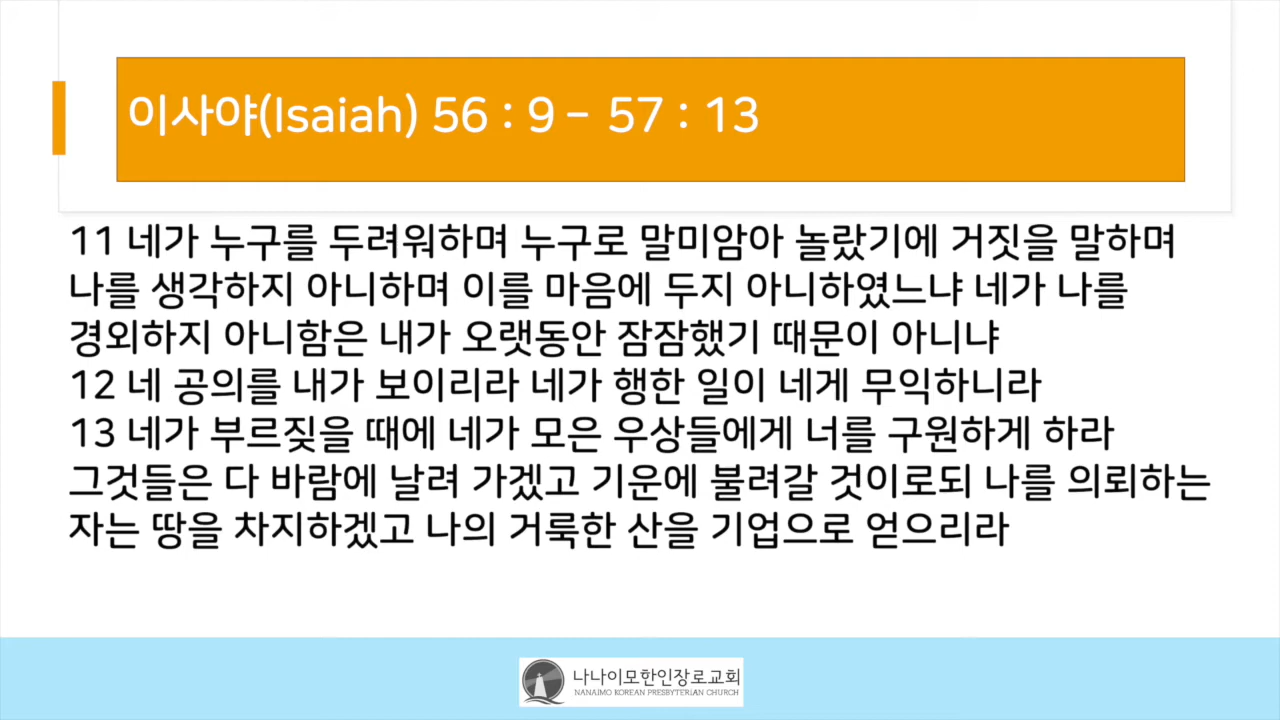 이사야(Isaiah) 56 : 9 – 57 : 13
11 네가 누구를 두려워하며 누구로 말미암아 놀랐기에 거짓을 말하며
나를 생각하지 아니하며 이를 마음에 두지 아니하였느냐 네가 나를
경외하지 아니함은 내가 오랫동안 잠잠했기 때문이 아니냐
12 네 공의를 내가 보이리라 네가 행한 일이 네게 무익하니라
13 네가 부르짖을 때에 네가 모은 우상들에게 너를 구원하게 하라
그것들은 다 바람에 날려 가겠고 기운에 불려갈 것이로되 나를 의뢰하는
자는 땅을 차지하겠고 나의 거룩한 산을 기업으로 얻으리라
나나이모한인장로교회
NANAIMO KOREAN PRESBYTERIAN CHURCH